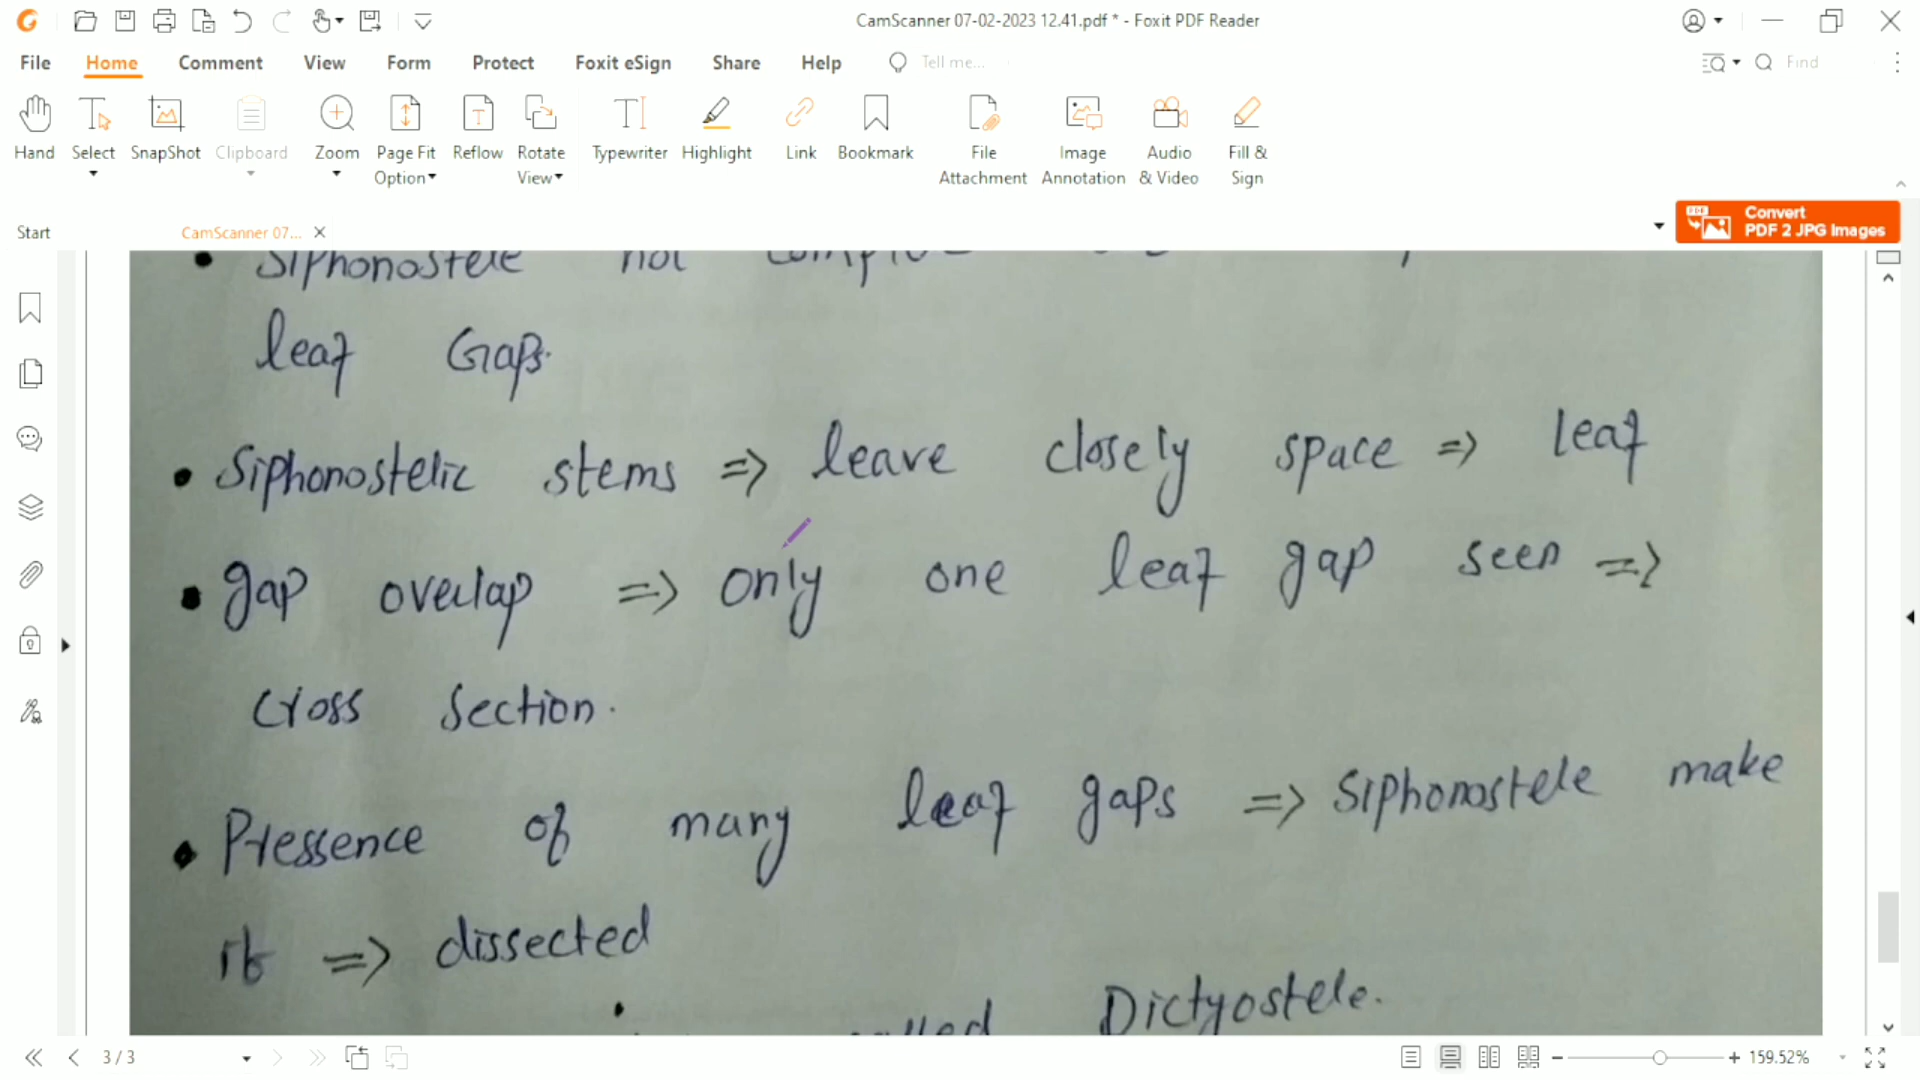 CamScanner 07-02-2023 12.41.pdf * - Foxit PDF Reader
File Home Comment View Form Protect Foxit eSign Share Help Tell me... Find
Hand Select SnapShot Clipboard Zoom Page Fit Option Reflow Rotate View Typewriter Highlight Link Bookmark File Attachment Image Annotation Audio & Video Fill & Sign
Convert
PDF 2 JPG Images
Start CamScanner 07...
• Siphonostele not
leaf Gaps.
• Siphonostelic stems => leave closely space => leaf
• gap overlap => only one leaf gap seen =>
cross section.
• Pressence of many leaf gaps => Siphonostele make
it => dissected
called Dictyostele.
3 / 3 159.52%